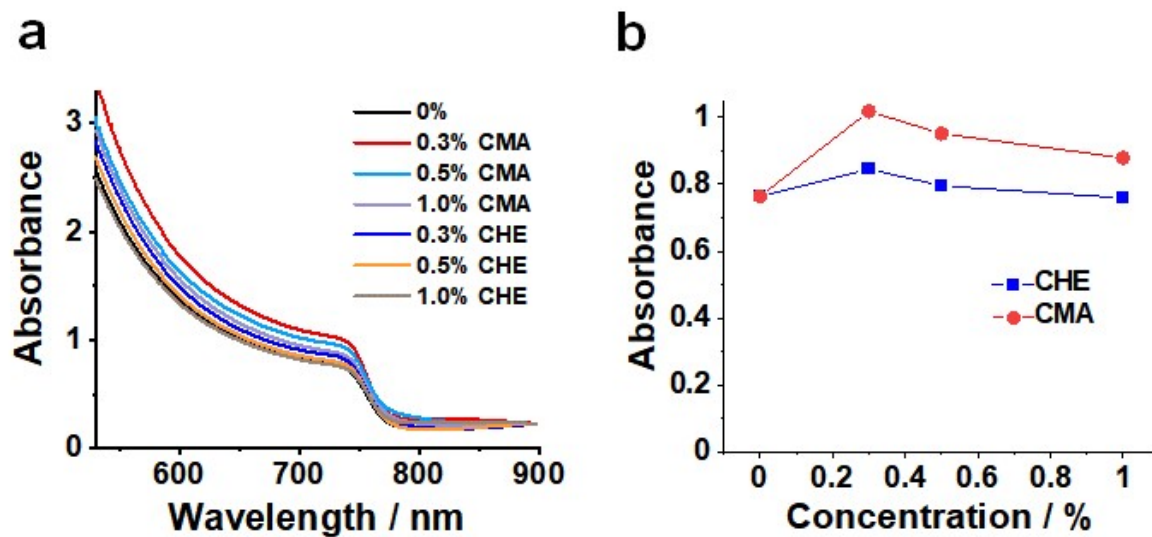 a
Absorbance
3
2
1
0
600
700
800
900
Wavelength / nm
0%
0.3% CMA
0.5% CMA
1.0% CMA
0.3% CHE
0.5% CHE
1.0% CHE
b
Absorbance
1
0.8
0.6
0.4
0.2
0
0 0.2 0.4 0.6 0.8 1
Concentration / %
CHE
CMA